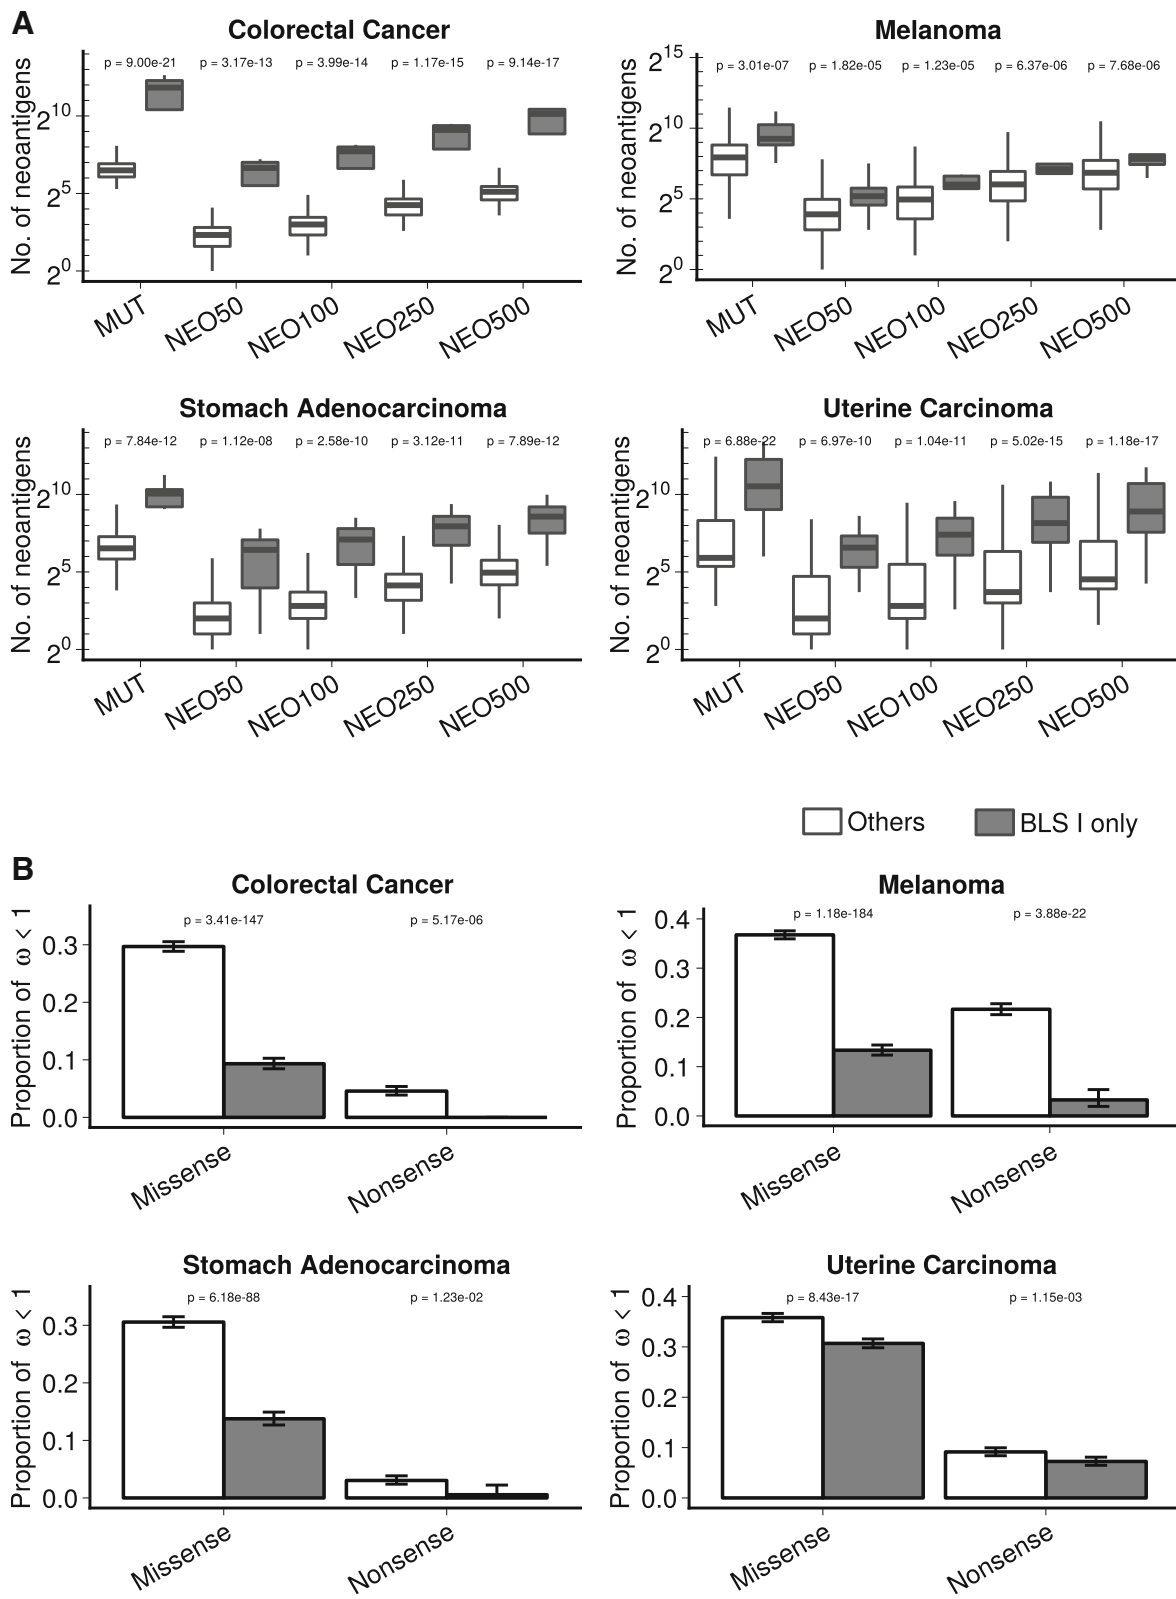 A
Colorectal Cancer
No. of neoantigens
p = 9.00e-21
p = 3.17e-13
p = 3.99e-14
p = 1.17e-15
p = 9.14e-17
2^10
2^5
2^0
MUT
NEO50
NEO100
NEO250
NEO500
Melanoma
No. of neoantigens
p = 3.01e-07
p = 1.82e-05
p = 1.23e-05
p = 6.37e-06
p = 7.68e-06
2^15
2^10
2^5
2^0
MUT
NEO50
NEO100
NEO250
NEO500
Stomach Adenocarcinoma
No. of neoantigens
p = 7.84e-12
p = 1.12e-08
p = 2.58e-10
p = 3.12e-11
p = 7.89e-12
2^10
2^5
2^0
MUT
NEO50
NEO100
NEO250
NEO500
Uterine Carcinoma
No. of neoantigens
p = 6.88e-22
p = 6.97e-10
p = 1.04e-11
p = 5.02e-15
p = 1.18e-17
2^10
2^5
2^0
MUT
NEO50
NEO100
NEO250
NEO500
Others
BLS I only
B
Colorectal Cancer
Proportion of ω < 1
p = 3.41e-147
p = 5.17e-06
0.3
0.2
0.1
0.0
Missense
Nonsense
Melanoma
Proportion of ω < 1
p = 1.18e-184
p = 3.88e-22
0.4
0.3
0.2
0.1
0.0
Missense
Nonsense
Stomach Adenocarcinoma
Proportion of ω < 1
p = 6.18e-88
p = 1.23e-02
0.3
0.2
0.1
0.0
Missense
Nonsense
Uterine Carcinoma
Proportion of ω < 1
p = 8.43e-17
p = 1.15e-03
0.4
0.3
0.2
0.1
0.0
Missense
Nonsense